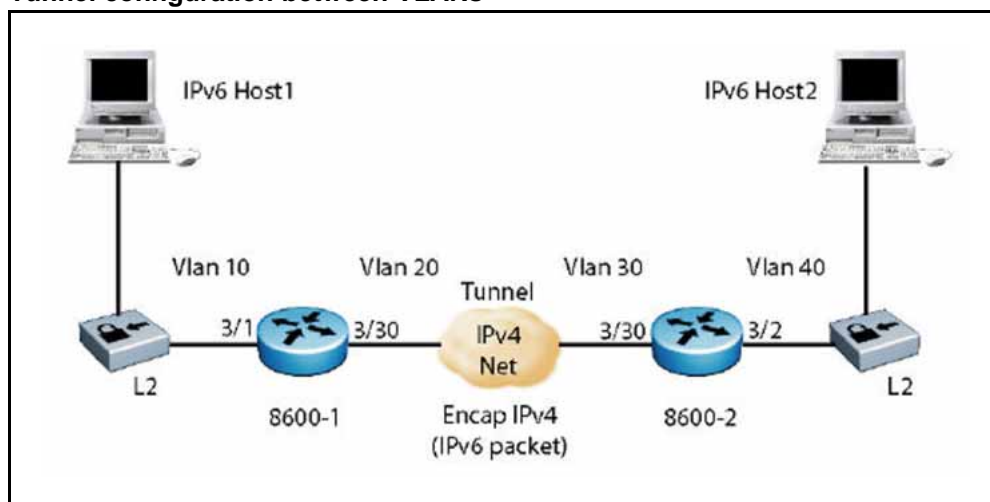 Tunnel configuration between VLANs
IPv6 Host1
IPv6 Host2
Vlan 10
Vlan 20
Vlan 30
Vlan 40
Tunnel
IPv4
Net
3/1
3/30
3/30
3/2
L2
L2
8600-1
8600-2
Encap IPv4
(IPv6 packet)